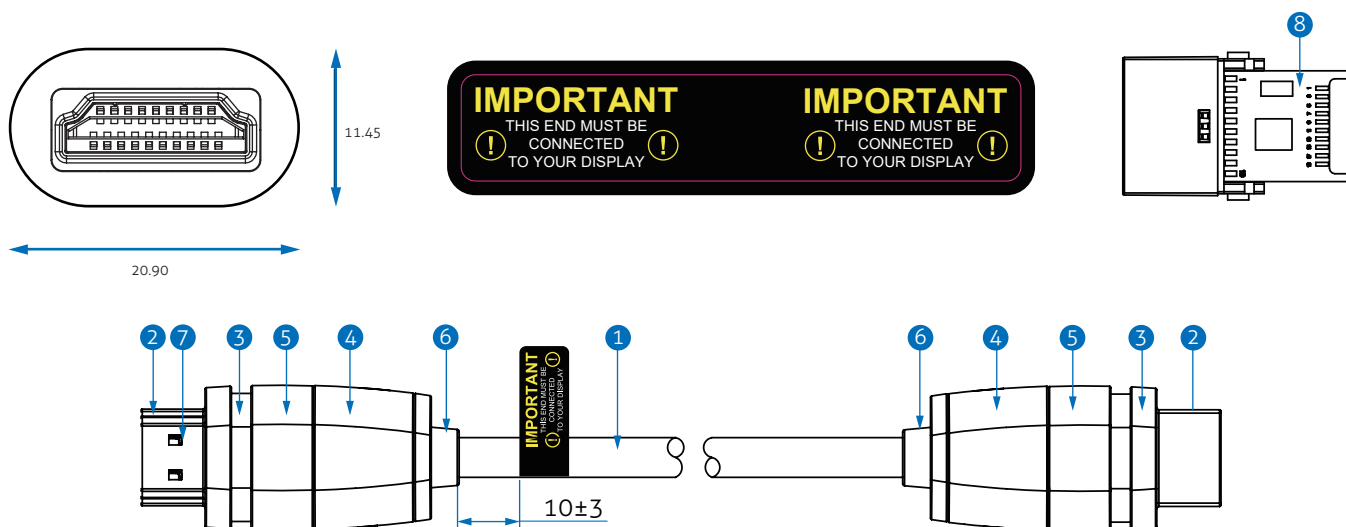 8
IMPORTANT
THIS END MUST BE
CONNECTED
TO YOUR DISPLAY
!
!
IMPORTANT
THIS END MUST BE
CONNECTED
TO YOUR DISPLAY
!
!
11.45
20.90
2 7 3 5 4 6 1 6 4 5 3 2
IMPORTANT
THIS END MUST BE
CONNECTED
TO YOUR DISPLAY
!
!
10±3